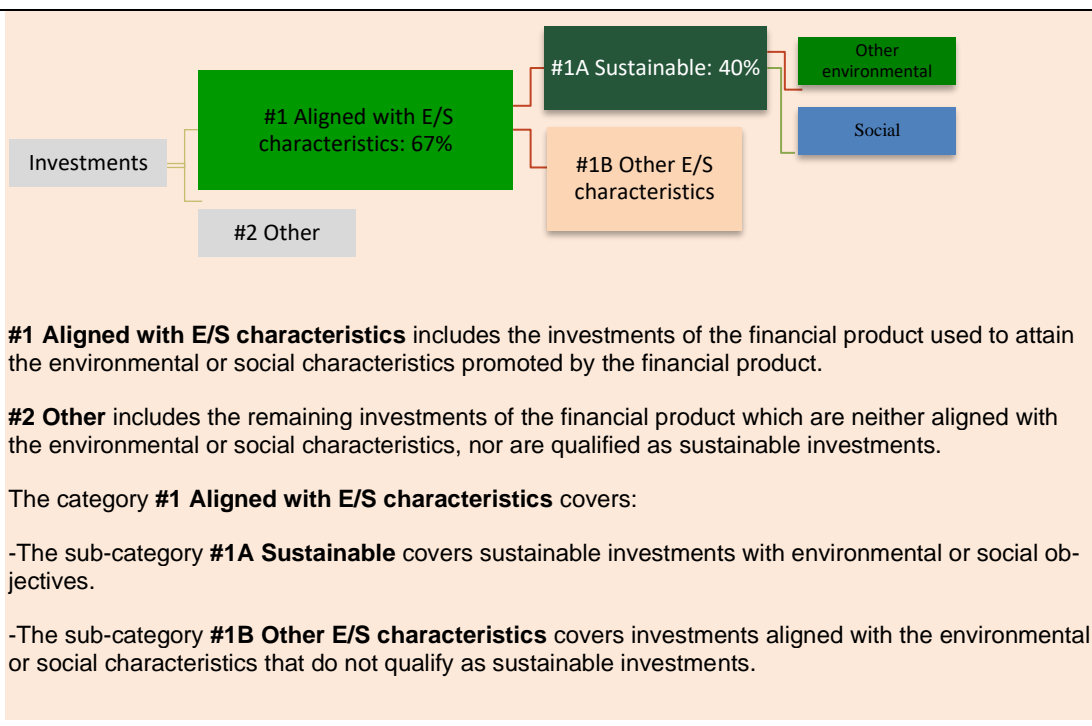 Investments
#1 Aligned with E/S
characteristics: 67%
#2 Other
#1A Sustainable: 40%
#1B Other E/S
characteristics
Other
environmental
Social
#1 Aligned with E/S characteristics includes the investments of the financial product used to attain
the environmental or social characteristics promoted by the financial product.
#2 Other includes the remaining investments of the financial product which are neither aligned with
the environmental or social characteristics, nor are qualified as sustainable investments.
The category #1 Aligned with E/S characteristics covers:
-The sub-category #1A Sustainable covers sustainable investments with environmental or social ob-
jectives.
-The sub-category #1B Other E/S characteristics covers investments aligned with the environmental
or social characteristics that do not qualify as sustainable investments.